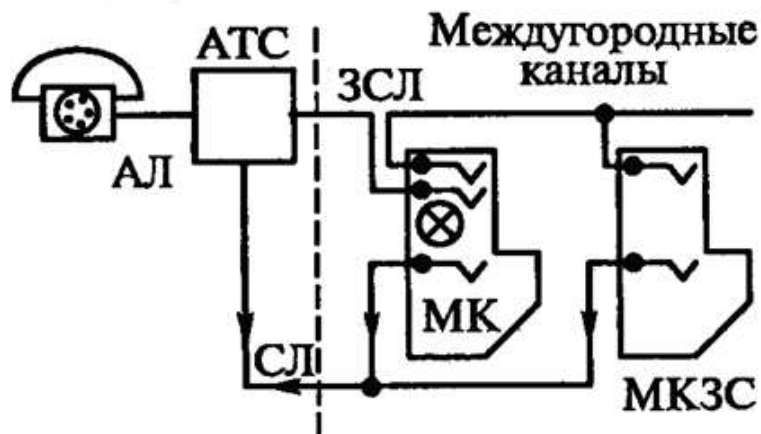 АТС
Междугородные
каналы
ЗСЛ
АЛ
МК
СЛ
МКЗС